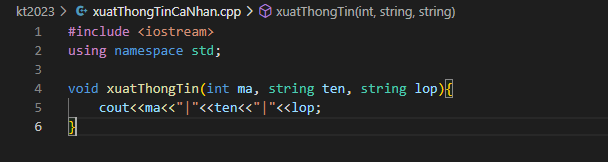 kt2023 > xuatThongTinCaNhan.cpp > xuatThongTin(int, string, string)
1 #include <iostream>
2 using namespace std;
3
4 void xuatThongTin(int ma, string ten, string lop){
5 cout<<ma<<"|"<<ten<<"|"<<lop;
6 }